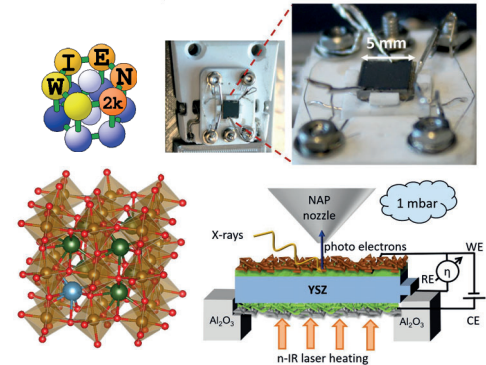 WIEN
2k
5 mm
NAP
nozzle
1 mbar
X-rays
photo electrons
WE
RE
η
YSZ
CE
Al₂O₃
Al₂O₃
n-IR laser heating